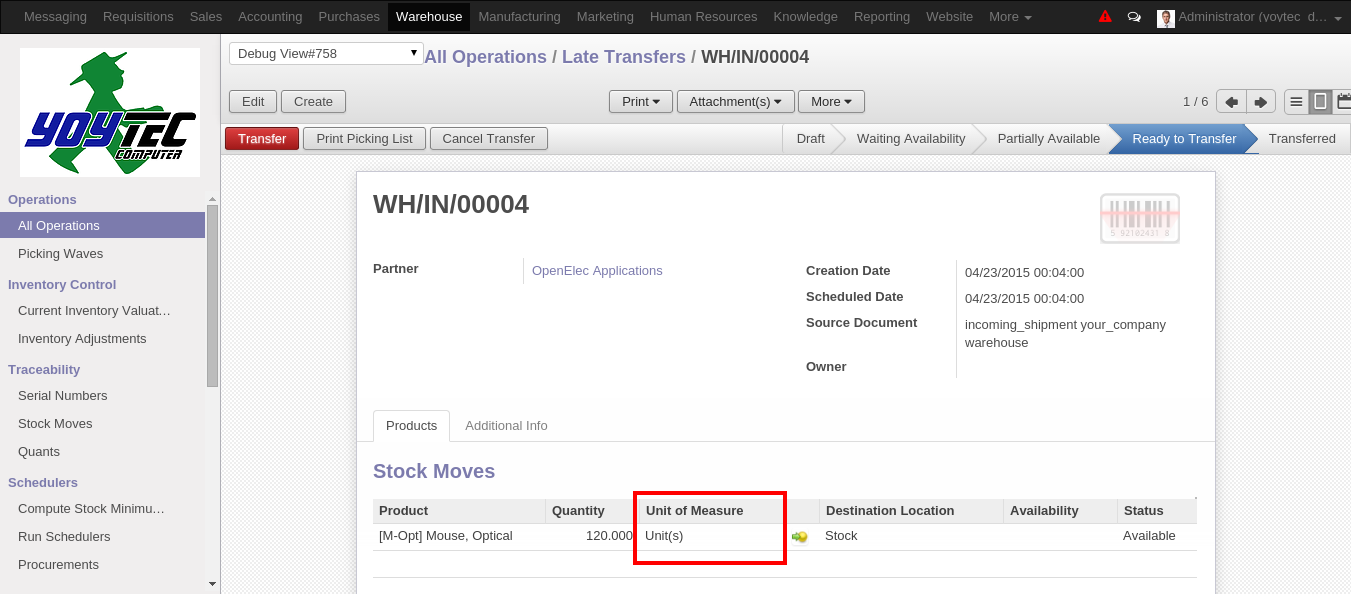 Messaging Requisitions Sales Accounting Purchases Warehouse Manufacturing Marketing Human Resources Knowledge Reporting Website More Administrator (yoytec_d...
Debug View#758
All Operations / Late Transfers / WH/IN/00004
Edit Create Print Attachment(s) More 1 / 6
Transfer Print Picking List Cancel Transfer Draft Waiting Availability Partially Available Ready to Transfer Transferred
YOYTEC
COMPUTER
Operations
All Operations
Picking Waves
Inventory Control
Current Inventory Valuat...
Inventory Adjustments
Traceability
Serial Numbers
Stock Moves
Quants
Schedulers
Compute Stock Minimu...
Run Schedulers
Procurements
WH/IN/00004
Partner OpenElec Applications
Creation Date 04/23/2015 00:04:00
Scheduled Date 04/23/2015 00:04:00
Source Document incoming_shipment your_company
warehouse
Owner
Products Additional Info
Stock Moves
Product Quantity Unit of Measure Destination Location Availability Status
[M-Opt] Mouse, Optical 120.000 Unit(s) Stock Available